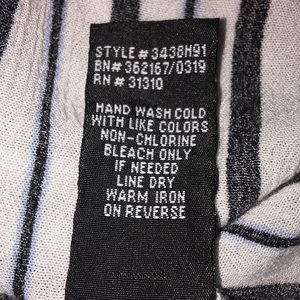 STYLE# 3438H91
BN# 362167/0319
RN# 31310
HAND WASH COLD
WITH LIKE COLORS
NON-CHLORINE
BLEACH ONLY
IF NEEDED
LINE DRY
WARM IRON
ON REVERSE